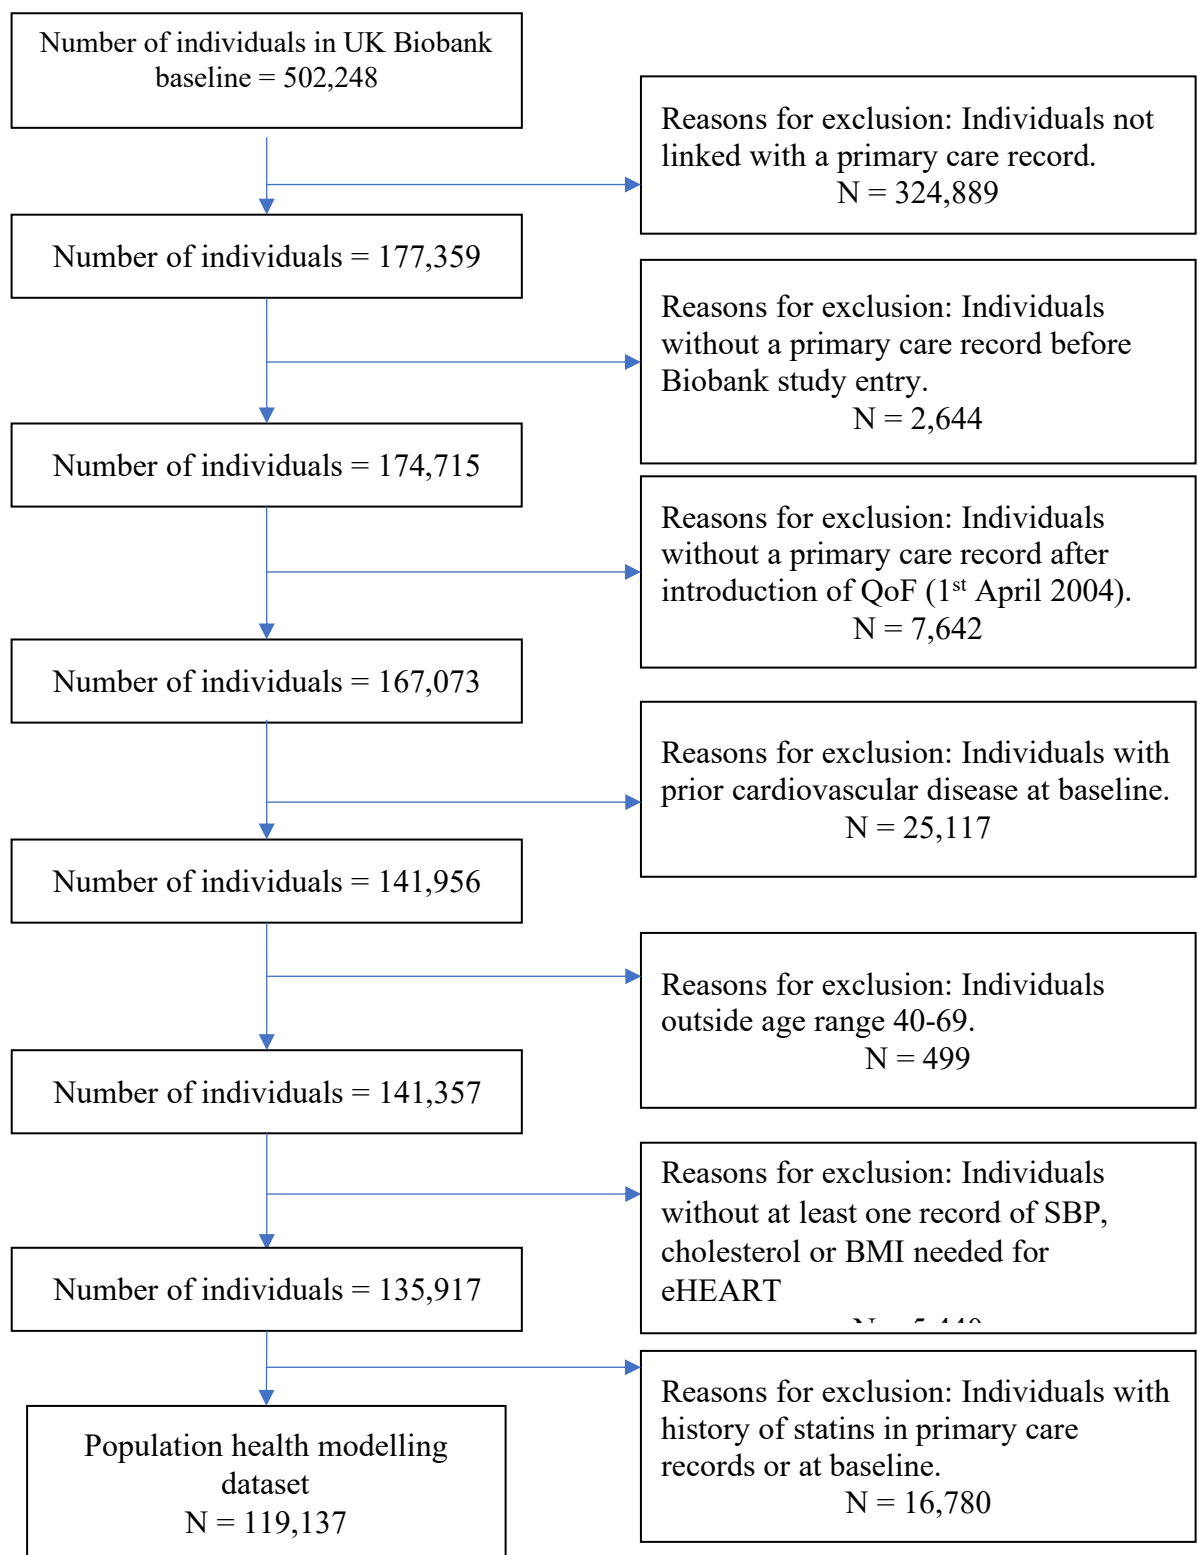 Number of individuals in UK Biobank
baseline = 502,248
Reasons for exclusion: Individuals not
linked with a primary care record.
N = 324,889
Number of individuals = 177,359
Reasons for exclusion: Individuals
without a primary care record before
Biobank study entry.
N = 2,644
Number of individuals = 174,715
Reasons for exclusion: Individuals
without a primary care record after
introduction of QoF (1st April 2004).
N = 7,642
Number of individuals = 167,073
Reasons for exclusion: Individuals with
prior cardiovascular disease at baseline.
N = 25,117
Number of individuals = 141,956
Reasons for exclusion: Individuals
outside age range 40-69.
N = 499
Number of individuals = 141,357
Reasons for exclusion: Individuals
without at least one record of SBP,
cholesterol or BMI needed for
eHEART
Number of individuals = 135,917
Reasons for exclusion: Individuals with
history of statins in primary care
records or at baseline.
N = 16,780
Population health modelling
dataset
N = 119,137